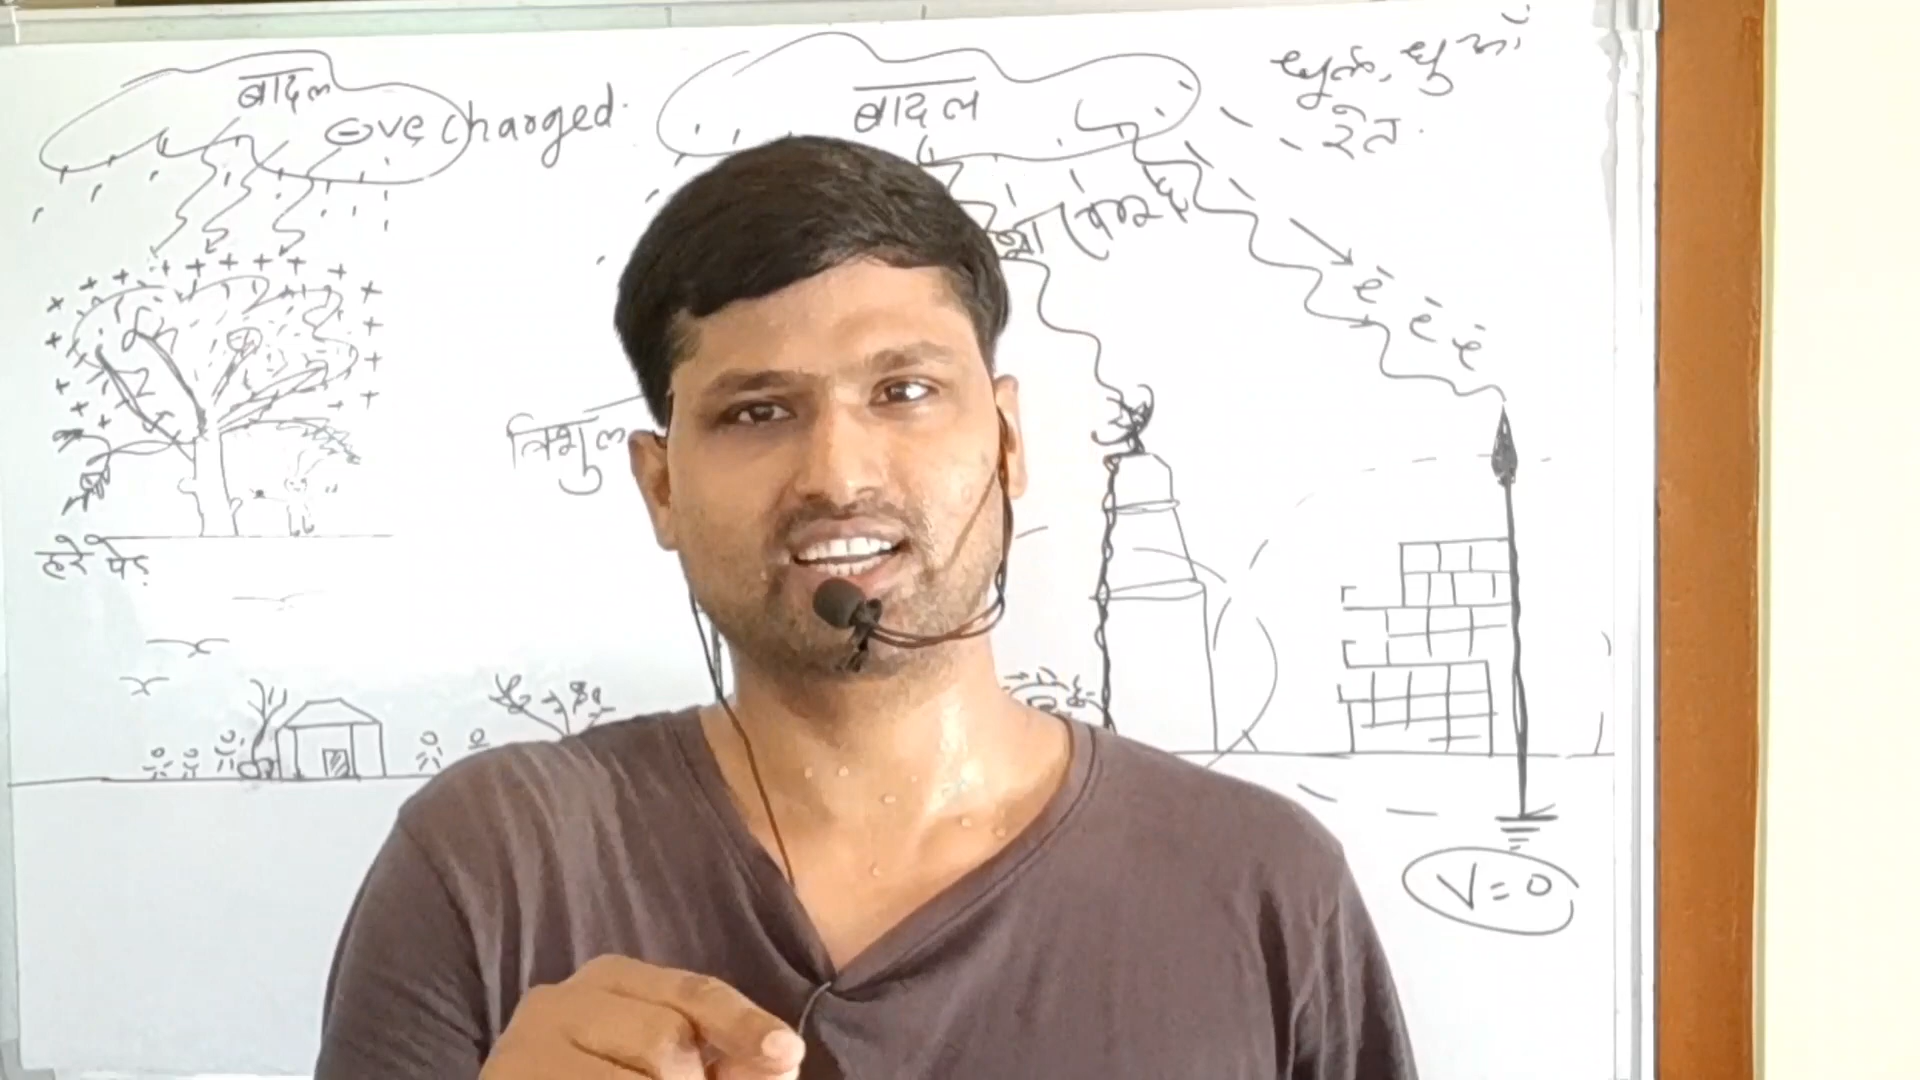 बादल
⊖ve charged
बादल
धूल, धुआँ
रेत
त्रिशुल
e⁻
e⁻ e⁻
हरे पेड़
V = 0